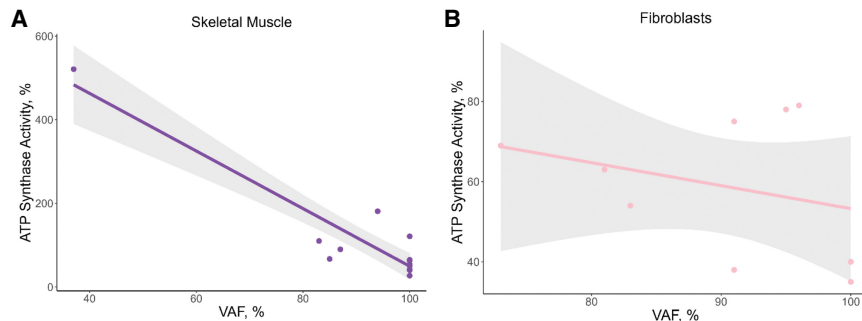 A
Skeletal Muscle
600
400
200
0
ATP Synthase Activity, %
40
60
80
100
VAF, %
B
Fibroblasts
80
60
40
ATP Synthase Activity, %
80
90
100
VAF, %